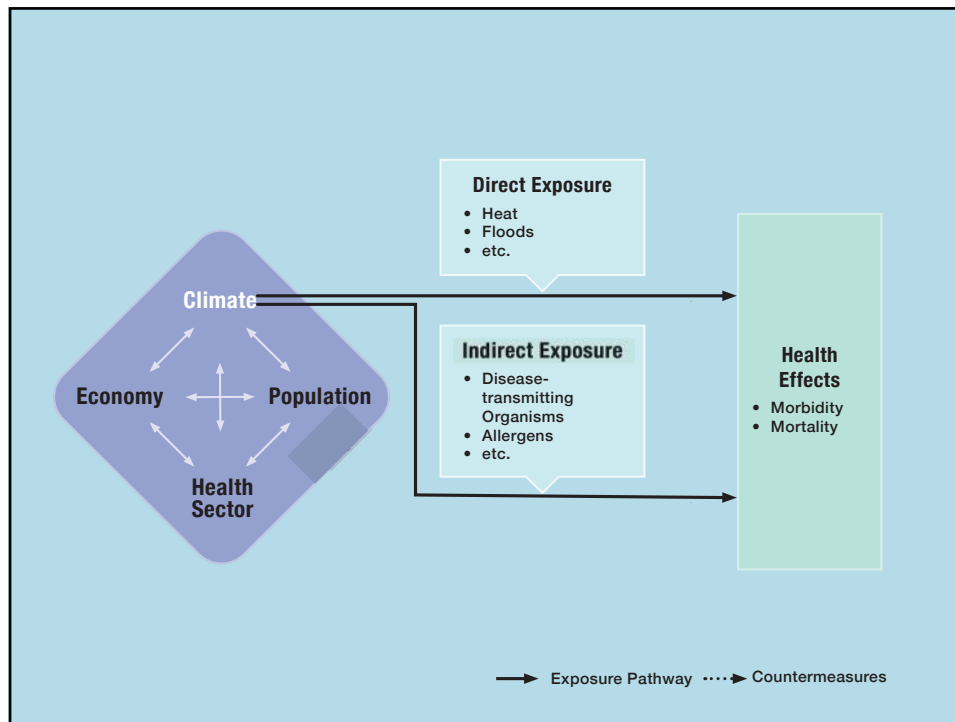 Direct Exposure
• Heat
• Floods
• etc.
Climate
Economy
Population
Health
Sector
Indirect Exposure
• Disease-
transmitting
Organisms
• Allergens
• etc.
Health
Effects
• Morbidity
• Mortality
Exposure Pathway
Countermeasures